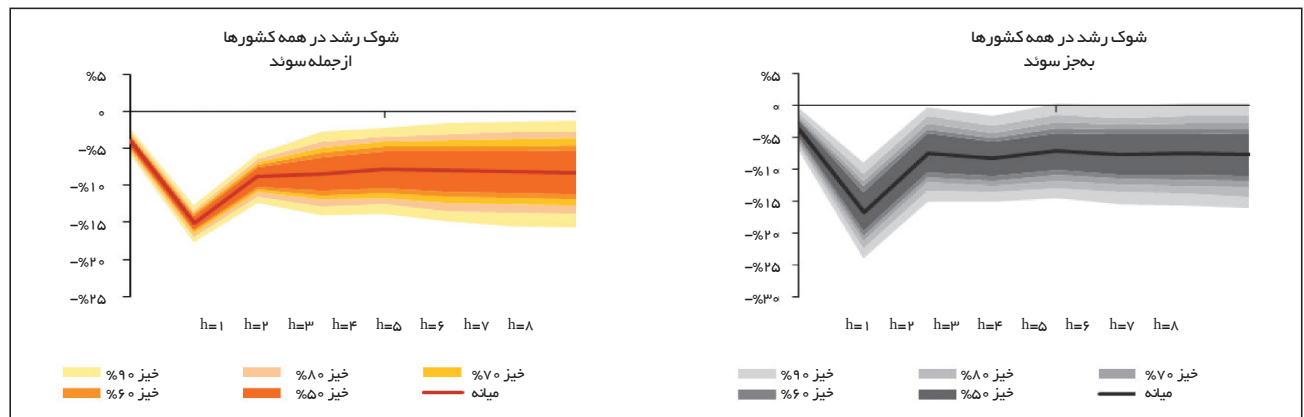 شوک رشد در همه کشورها
به‌جز سوند
%۵
۰
-%۵
-%۱۰
-%۱۵
-%۲۰
-%۲۵
-%۳۰
h=۱ h=۲ h=۳ h=۴ h=۵ h=۶ h=۷ h=۸
خیز ۹۰% خیز ۸۰% خیز ۷۰%
خیز ۶۰% خیز ۵۰% میانه
شوک رشد در همه کشورها
ازجمله سوند
%۵
۰
-%۵
-%۱۰
-%۱۵
-%۲۰
-%۲۵
h=۱ h=۲ h=۳ h=۴ h=۵ h=۶ h=۷ h=۸
خیز ۹۰% خیز ۸۰% خیز ۷۰%
خیز ۶۰% خیز ۵۰% میانه